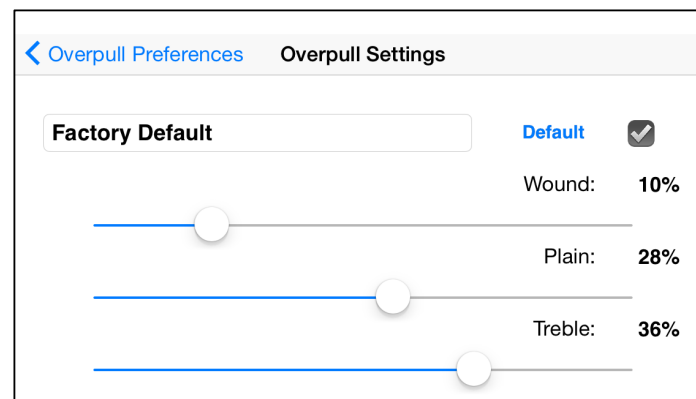 Overpull Preferences Overpull Settings
Factory Default Default
Wound: 10%
Plain: 28%
Treble: 36%